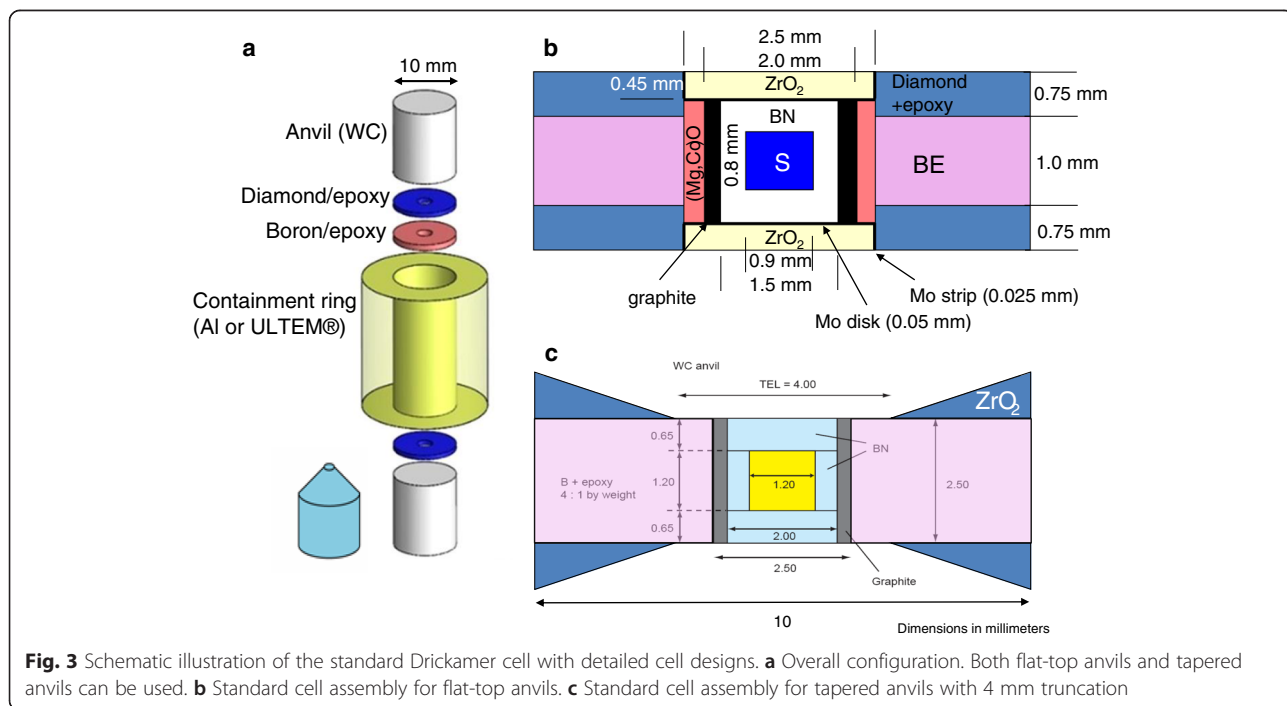 a
10 mm
Anvil (WC)
Diamond/epoxy
Boron/epoxy
Containment ring
(Al or ULTEM®)
b
2.5 mm
2.0 mm
0.45 mm
ZrO2
Diamond
+epoxy
0.75 mm
BN
(Mg,Co)O
0.8 mm
S
BE
1.0 mm
ZrO2
0.75 mm
0.9 mm
1.5 mm
graphite
Mo strip (0.025 mm)
Mo disk (0.05 mm)
c
WC anvil
TEL = 4.00
ZrO2
0.65
BN
B + epoxy
4 : 1 by weight
1.20
1.20
2.50
0.65
2.00
2.50
Graphite
10
Dimensions in millimeters
Fig. 3 Schematic illustration of the standard Drickamer cell with detailed cell designs. a Overall configuration. Both flat-top anvils and tapered
anvils can be used. b Standard cell assembly for flat-top anvils. c Standard cell assembly for tapered anvils with 4 mm truncation